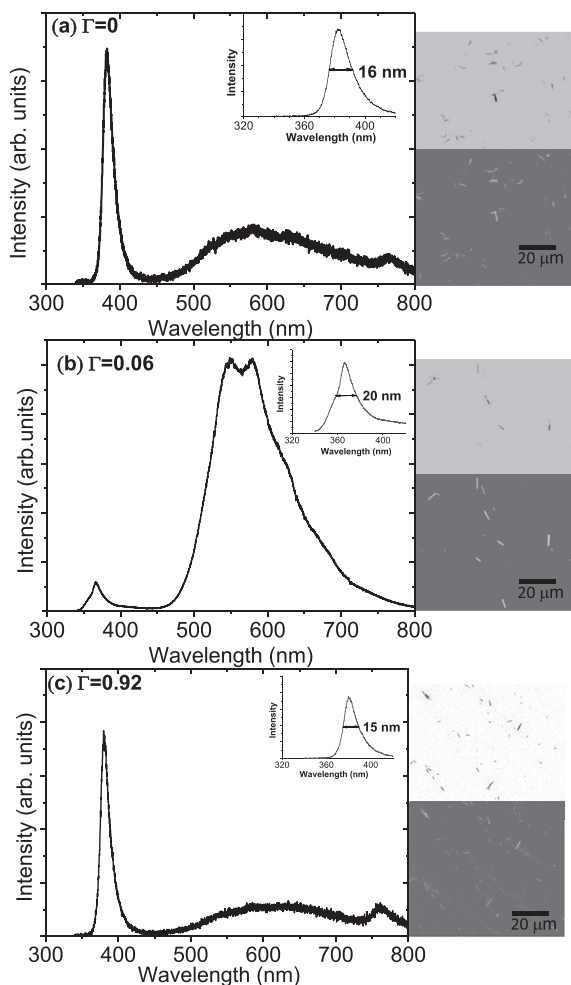 (a) Γ=0
Intensity (arb. units)
Intensity
16 nm
320 360 400
Wavelength (nm)
20 μm
300 400 500 600 700 800
Wavelength (nm)
(b) Γ=0.06
Intensity (arb.units)
Intensity
20 nm
320 360 400
Wavelength (nm)
20 μm
300 400 500 600 700 800
Wavelength (nm)
(c) Γ=0.92
Intensity (arb. units)
Intensity
15 nm
320 360 400
Wavelength (nm)
20 μm
300 400 500 600 700 800
Wavelength (nm)